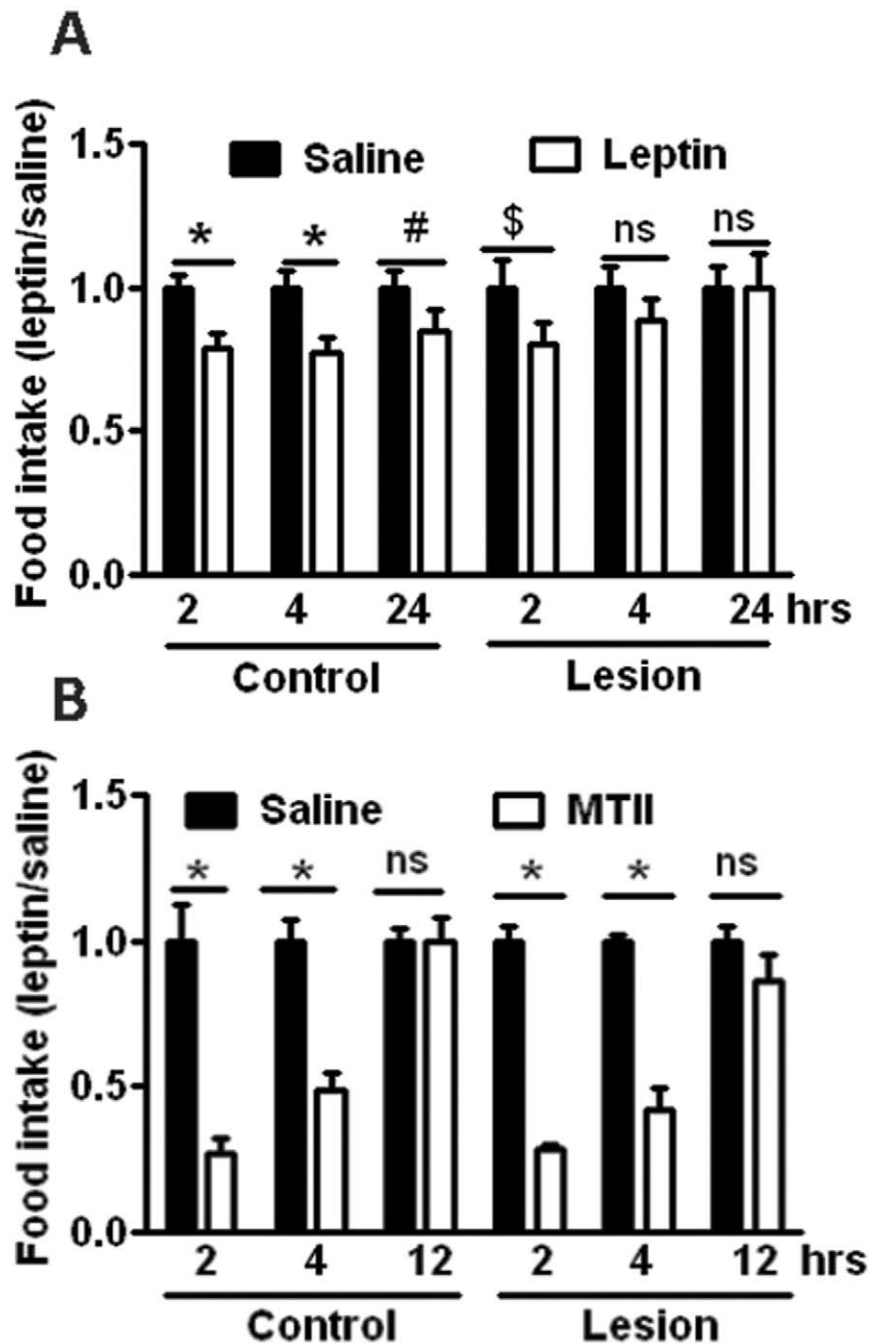 A
Food intake (leptin/saline)
1.5
1.0
0.5
0.0
Saline Leptin
* * # $ ns ns
2 4 24 2 4 24 hrs
Control Lesion
B
Food intake (leptin/saline)
1.5
1.0
0.5
0.0
Saline MTII
* * ns * * ns
2 4 12 2 4 12 hrs
Control Lesion